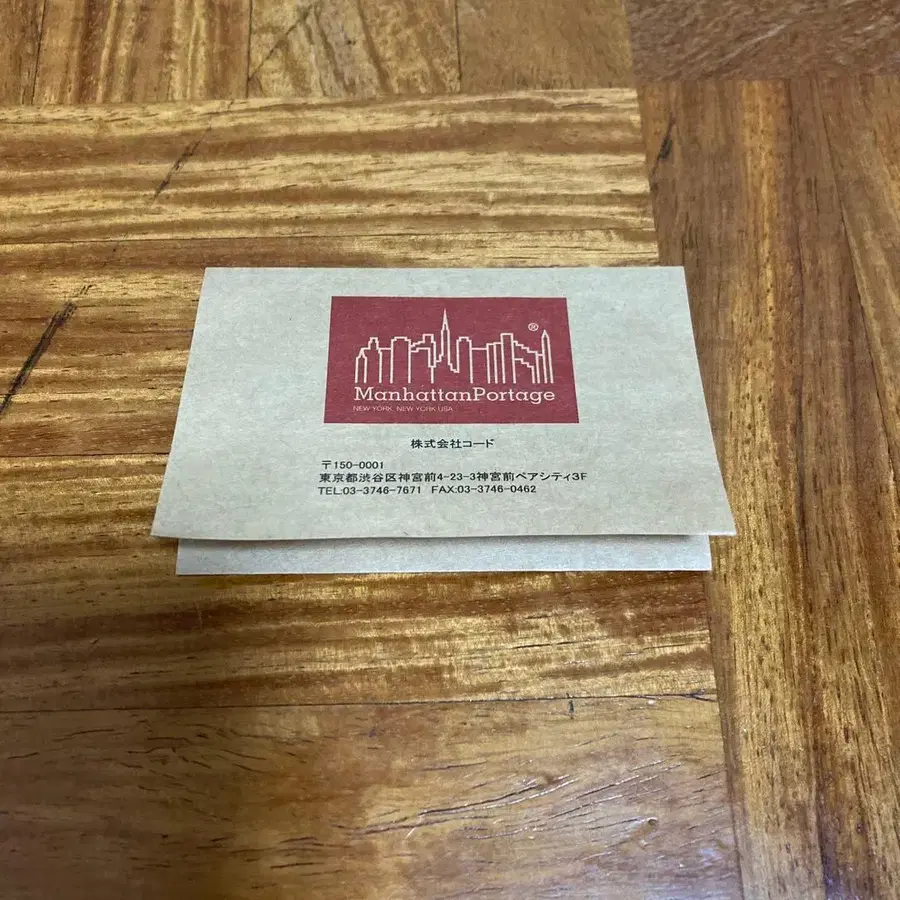 ®
ManhattanPortage
NEW YORK, NEW YORK USA
株式会社コード
〒150-0001
東京都渋谷区神宮前4-23-3神宮前ペアシティ3F
TEL:03-3746-7671 FAX:03-3746-0462